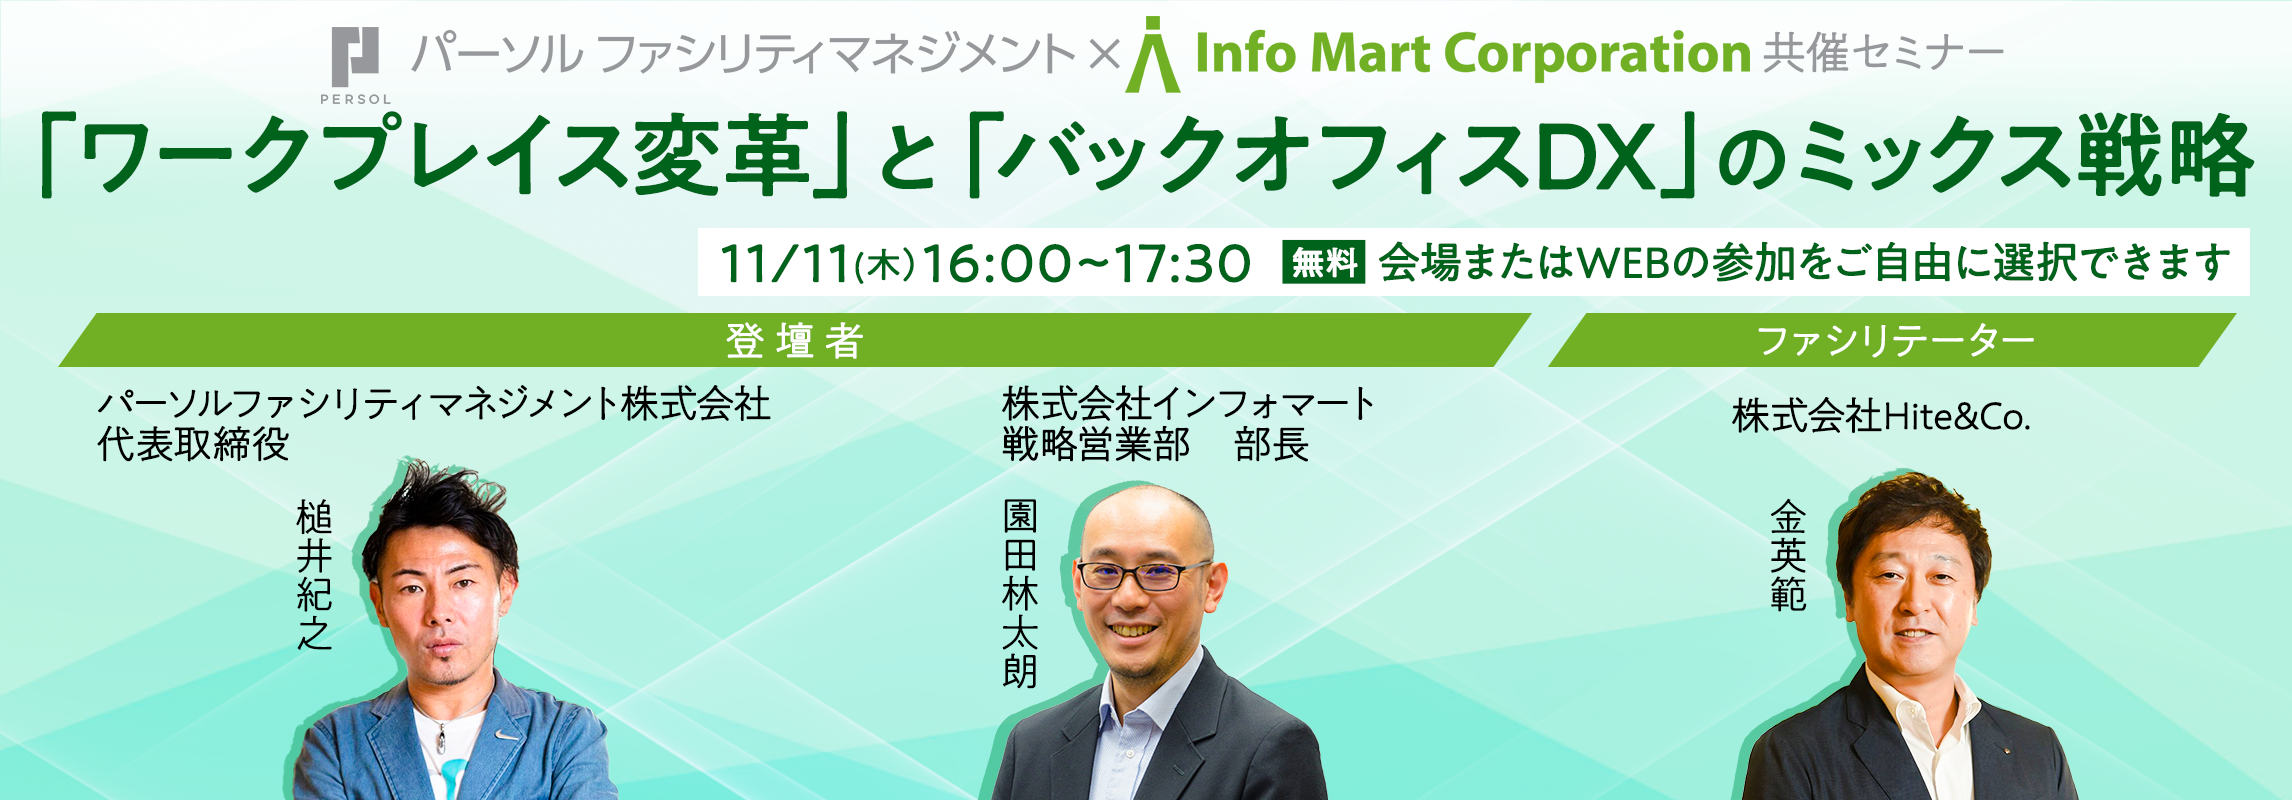 PERSOL パーソル ファシリティマネジメント × Info Mart Corporation 共催セミナー
「ワークプレイス変革」と「バックオフィスDX」のミックス戦略
11/11(木)16:00~17:30 無料 会場またはWEBの参加をご自由に選択できます
登壇者
ファシリテーター
パーソルファシリティマネジメント株式会社
代表取締役
槌井紀之
株式会社インフォマート
戦略営業部 部長
園田林太朗
株式会社Hite&Co.
金英範